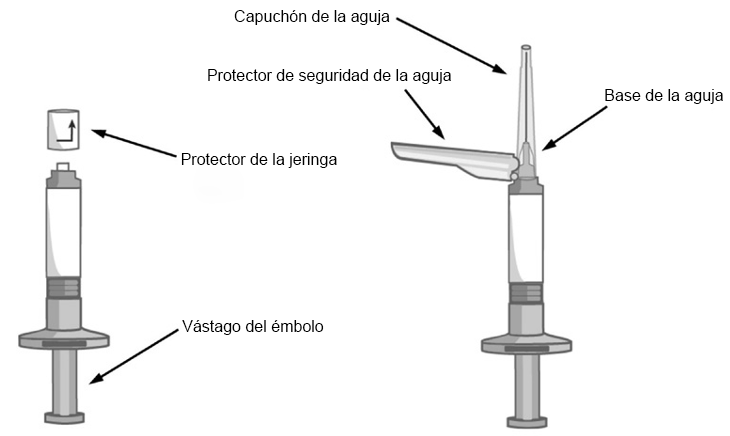 Capuchón de la aguja
Protector de seguridad de la aguja
Base de la aguja
Protector de la jeringa
Vástago del émbolo